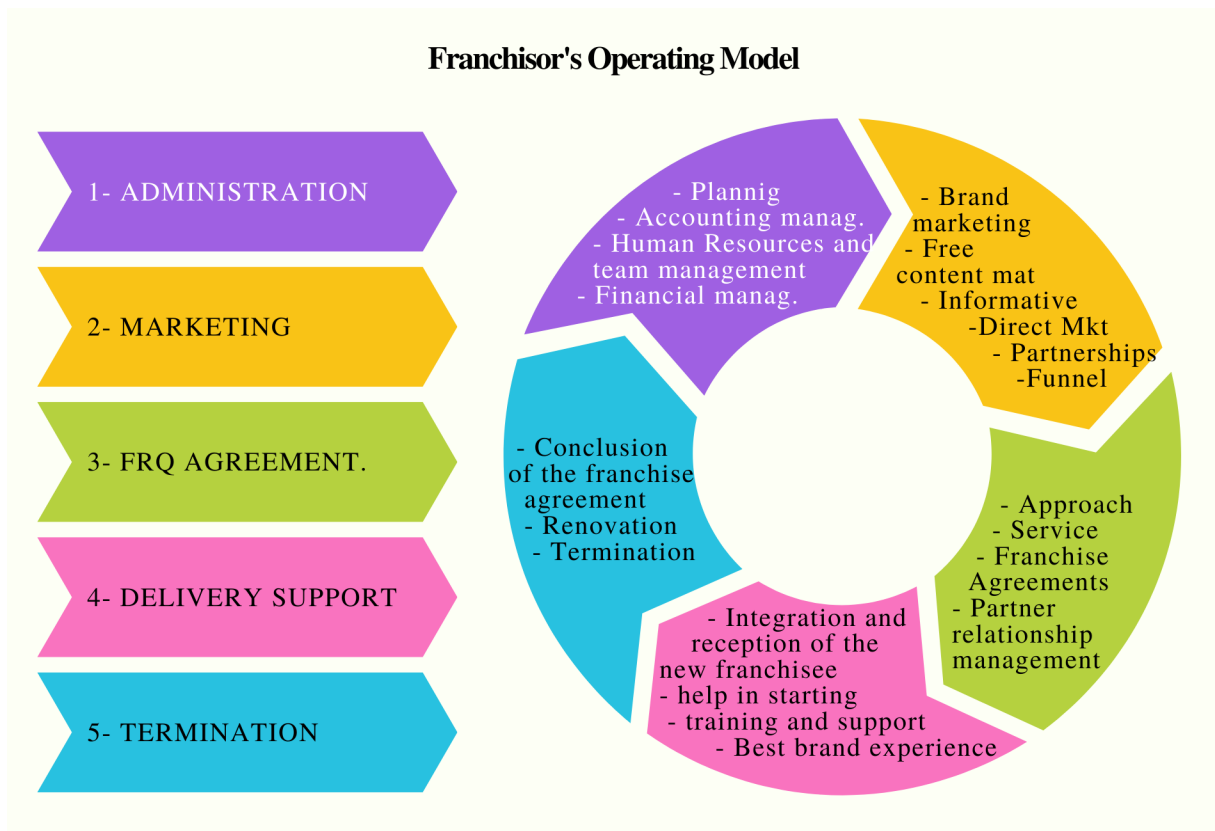 Franchisor's Operating Model
1- ADMINISTRATION
2- MARKETING
3- FRQ AGREEMENT.
4- DELIVERY SUPPORT
5- TERMINATION
- Plannig
- Accounting manag.
- Human Resources and
team management
- Financial manag.
- Brand
marketing
- Free
content mat
- Informative
-Direct Mkt
- Partnerships
-Funnel
- Approach
- Service
- Franchise
Agreements
- Partner
relationship
management
- Integration and
reception of the
new franchisee
- help in starting
- training and support
- Best brand experience
- Conclusion
of the franchise
agreement
- Renovation
- Termination